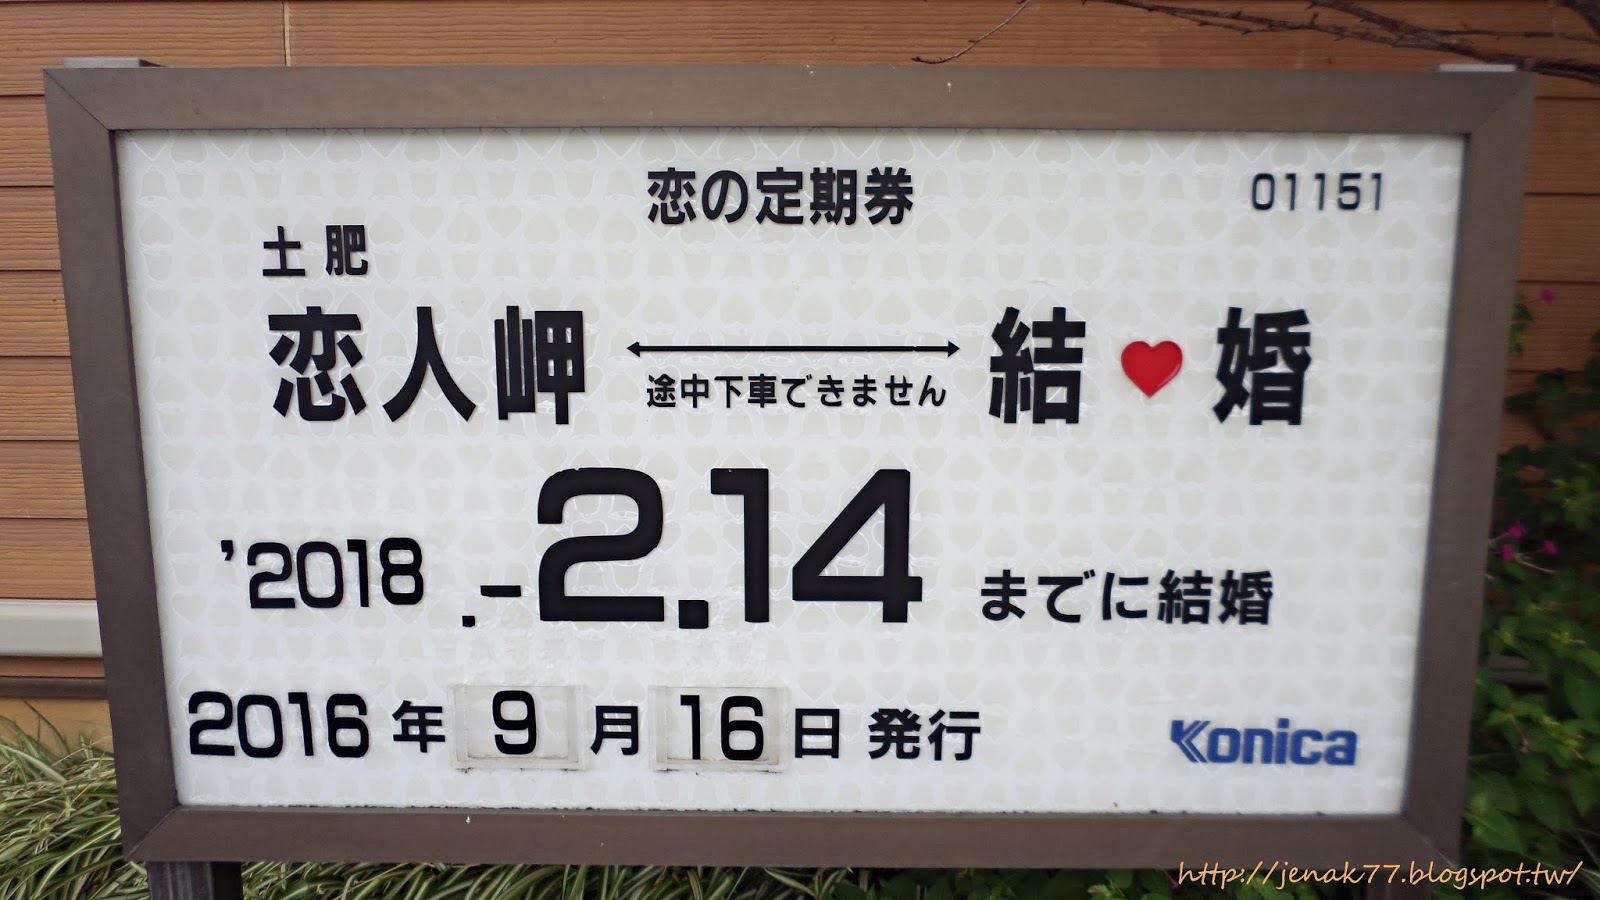 恋の定期券
01151
土肥
恋人岬 ←→ 結♥婚
途中下車できません
'2018.-2.14 までに結婚
2016年 9月 16日 発行
Konica
http://jenak77.blogspot.tw/